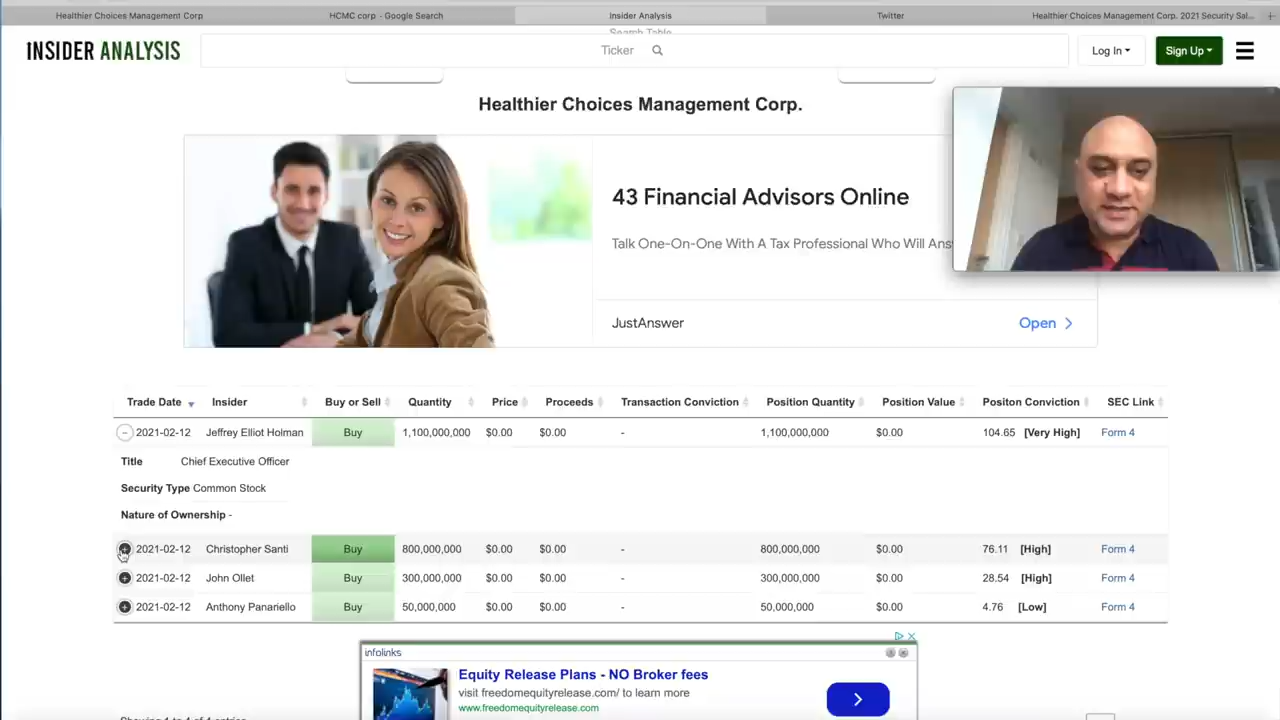 Healthier Choices Management Corp
HCMC corp - Google Search
Insider Analysis
Twitter
Healthier Choices Management Corp. 2021 Security Sal...
Search Table
INSIDER ANALYSIS
Ticker
Log In
Sign Up
Healthier Choices Management Corp.
43 Financial Advisors Online
Talk One-On-One With A Tax Professional Who Will
JustAnswer
Open
Trade Date Insider Buy or Sell Quantity Price Proceeds Transaction Conviction Position Quantity Position Value Positon Conviction SEC Link
2021-02-12 Jeffrey Elliot Holman Buy 1,100,000,000 $0.00 $0.00 - 1,100,000,000 $0.00 104.65 [Very High] Form 4
Title Chief Executive Officer
Security Type Common Stock
Nature of Ownership -
2021-02-12 Christopher Santi Buy 800,000,000 $0.00 $0.00 - 800,000,000 $0.00 76.11 [High] Form 4
2021-02-12 John Ollet Buy 300,000,000 $0.00 $0.00 - 300,000,000 $0.00 28.54 [High] Form 4
2021-02-12 Anthony Panariello Buy 50,000,000 $0.00 $0.00 - 50,000,000 $0.00 4.76 [Low] Form 4
infolinks
Equity Release Plans - NO Broker fees
visit freedomequityrelease.com/ to learn more
www.freedomequityrelease.com